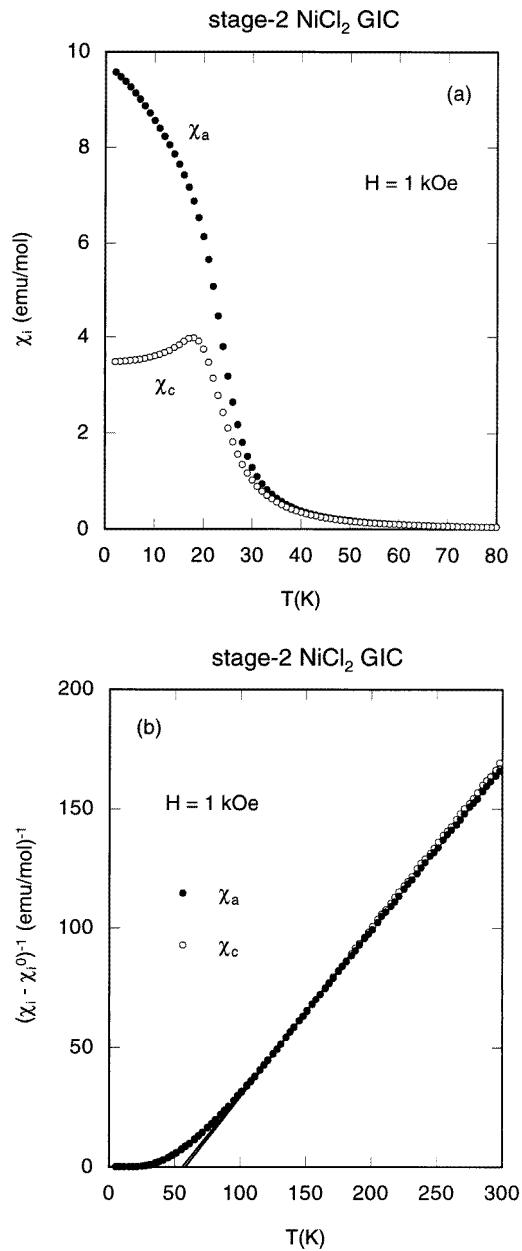 stage-2 NiCl₂ GIC
10
(a)
χₐ
H = 1 kOe
8
6
χᵢ (emu/mol)
4
χ꜀
2
0
0 10 20 30 40 50 60 70 80
T(K)
stage-2 NiCl₂ GIC
200
(b)
H = 1 kOe
150
χₐ
χ꜀
(χᵢ - χᵢ⁰)⁻¹ (emu/mol)⁻¹
100
50
0
0 50 100 150 200 250 300
T(K)